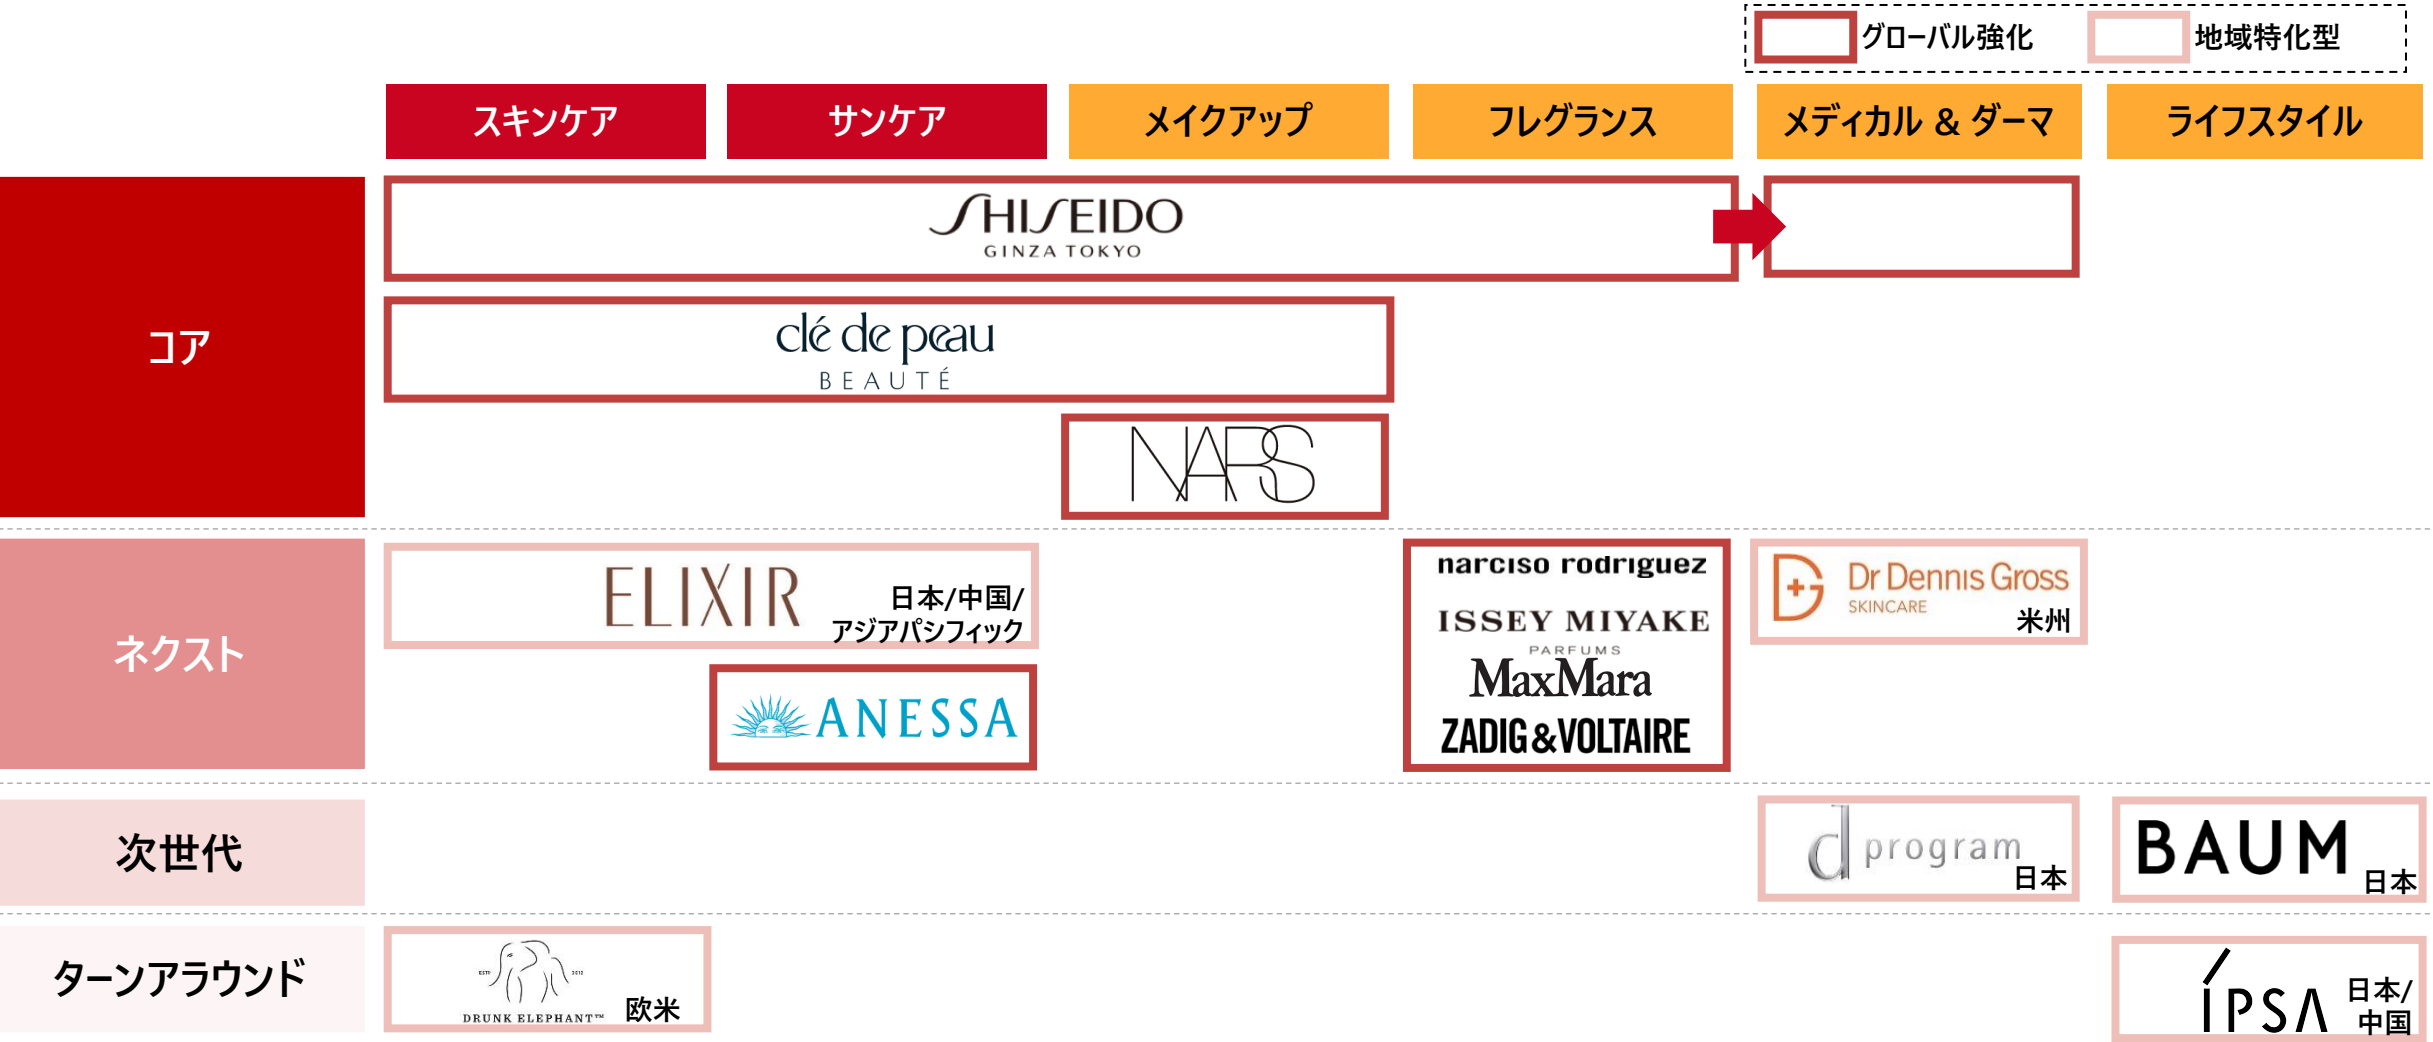 グローバル強化
地域特化型
スキンケア
サンケア
メイクアップ
フレグランス
メディカル & ダーマ
ライフスタイル
コア
SHISEIDO
GINZA TOKYO
clé de peau
BEAUTÉ
NARS
ネクスト
ELIXIR
日本/中国/
アジアパシフィック
ANESSA
narciso rodriguez
ISSEY MIYAKE
PARFUMS
MaxMara
ZADIG&VOLTAIRE
Dr Dennis Gross
SKINCARE
米州
次世代
d program
日本
BAUM
日本
ターンアラウンド
ESTD 2012
DRUNK ELEPHANT™
欧米
IPSA
日本/
中国